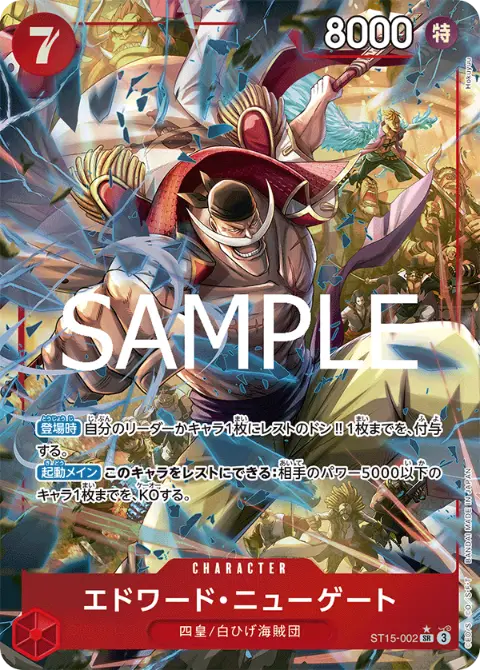 7
8000 特
Hokuyuu
SAMPLE
登場時 自分のリーダーかキャラ1枚にレストのドン!!1枚までを、付与
する。
起動メイン このキャラをレストにできる:相手のパワー5000以下の
キャラ1枚までを、KOする。
BANDAI MADE IN JAPAN
CHARACTER
エドワード・ニューゲート
四皇/白ひげ海賊団
ST15-002 SR 3